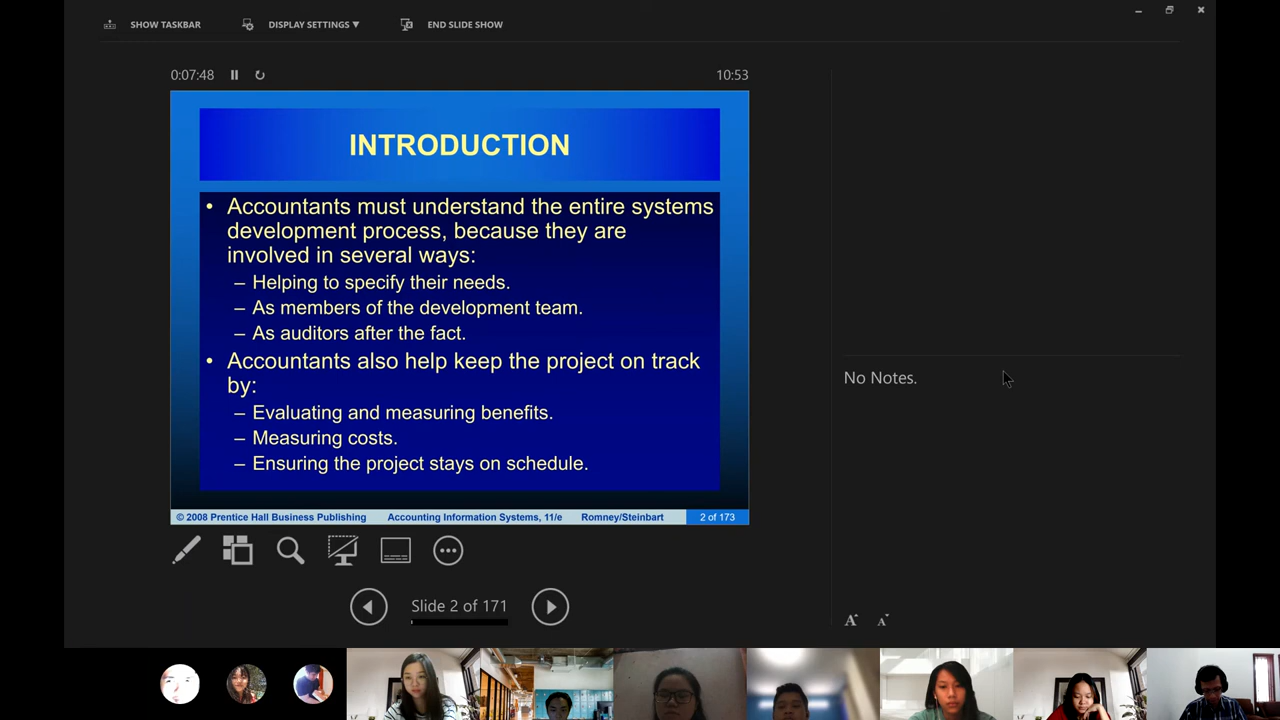 SHOW TASKBAR DISPLAY SETTINGS ▼ END SLIDE SHOW
0:07:48 10:53
INTRODUCTION
• Accountants must understand the entire systems
development process, because they are
involved in several ways:
– Helping to specify their needs.
– As members of the development team.
– As auditors after the fact.
• Accountants also help keep the project on track
by:
– Evaluating and measuring benefits.
– Measuring costs.
– Ensuring the project stays on schedule.
© 2008 Prentice Hall Business Publishing Accounting Information Systems, 11/e Romney/Steinbart 2 of 173
No Notes.
Slide 2 of 171
A A